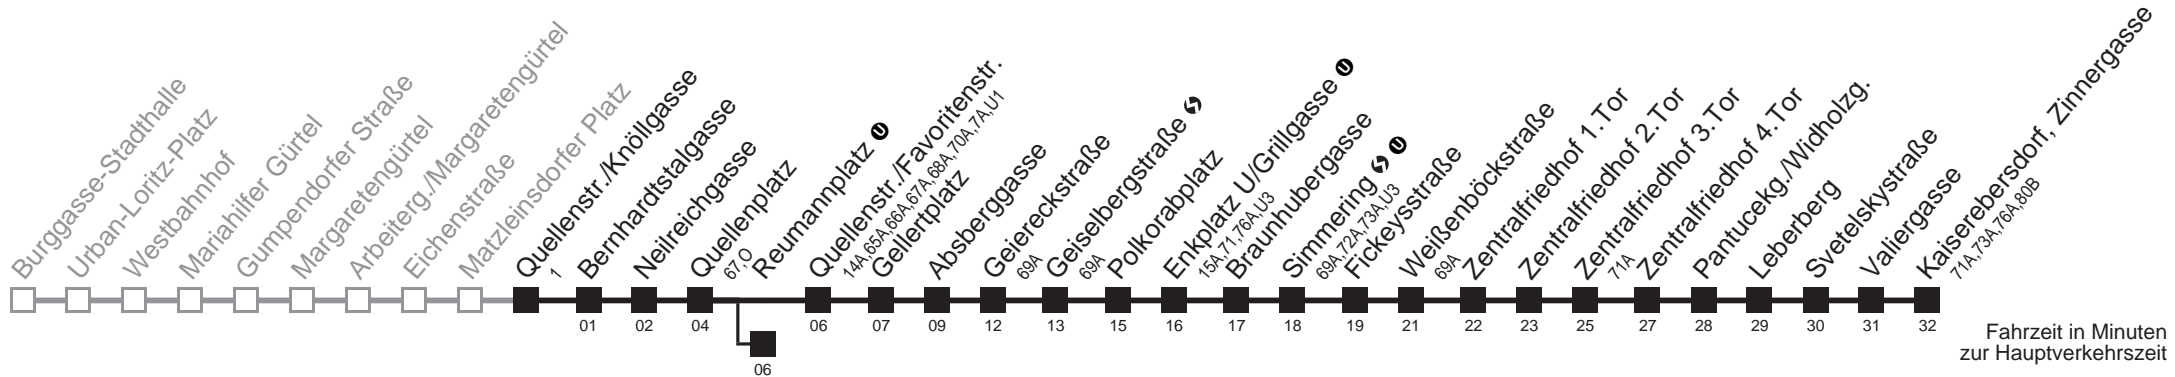 Burggasse-Stadthalle
Urban-Loritz-Platz
Westbahnhof
Mariahilfer Gürtel
Gumpendorfer Straße
Margaretengürtel
Arbeiterg./Margaretengürtel
Eichenstraße
Matzleinsdorfer Platz
Quellenstr./Knöllgasse
1
Bernhardtstalgasse
Neilreichgasse
Quellenplatz
67,O
Reumannplatz U
Quellenstr./Favoritenstr.
14A,65A,66A,67A,68A,70A,7A,U1
Gellertplatz
Absberggasse
Geiereckstraße
69A
Geiselbergstraße
69A
Polkorabplatz
Enkplatz U/Grillgasse U
15A,71,76A,U3
Braunhubergasse
Simmering U
69A,72A,73A,U3
Fickeysstraße
Weißenböckstraße
69A
Zentralfriedhof 1.Tor
Zentralfriedhof 2.Tor
Zentralfriedhof 3.Tor
71A
Zentralfriedhof 4.Tor
Pantucekg./Widholzg.
Leberberg
Svetelskystraße
Valiergasse
Kaiserebersdorf, Zinnergasse
71A,73A,76A,80B
01 02 04 06 07 09 12 13 15 16 17 18 19 21 22 23 25 27 28 29 30 31 32
06
Fahrzeit in Minuten
zur Hauptverkehrszeit